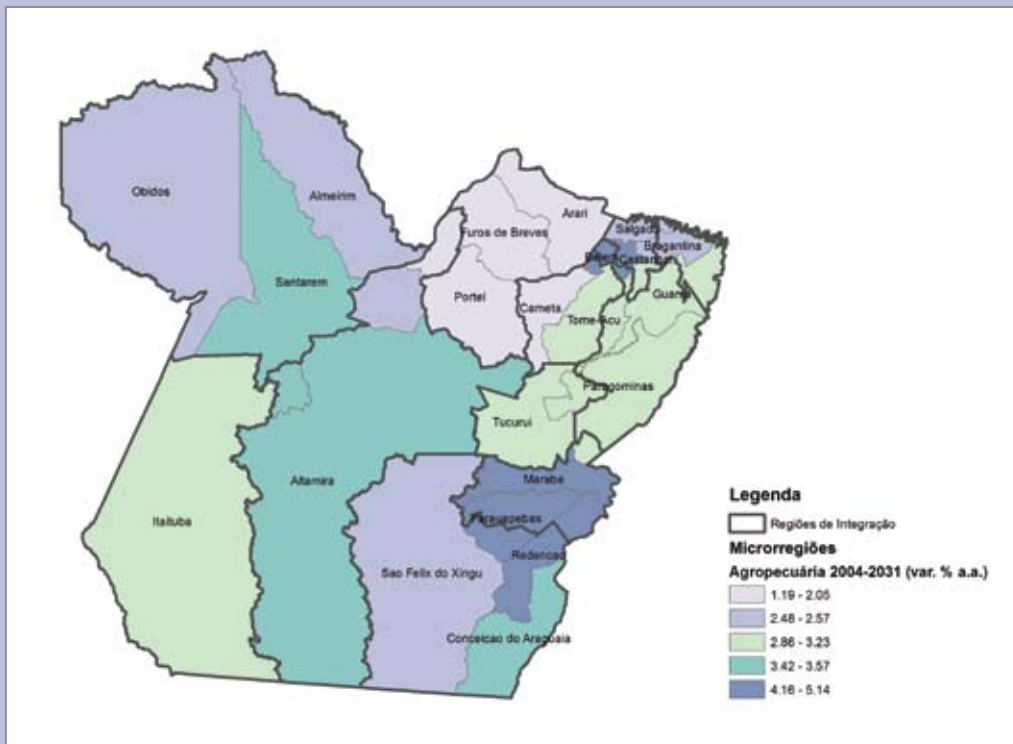 Obidos
Almeirim
Arari
Furos de Breves
Salgado
Bragantina
Santarem
Portel
Cameta
Guama
Tome-Acu
Paragominas
Tucurui
Maraba
Altamira
Itaituba
Parauapebas
Redencao
Sao Felix do Xingu
Conceicao do Araguaia
Legenda
Regiões de Integração
Microrregiões
Agropecuária 2004-2031 (var. % a.a.)
1.19 - 2.05
2.48 - 2.57
2.86 - 3.23
3.42 - 3.57
4.16 - 5.14